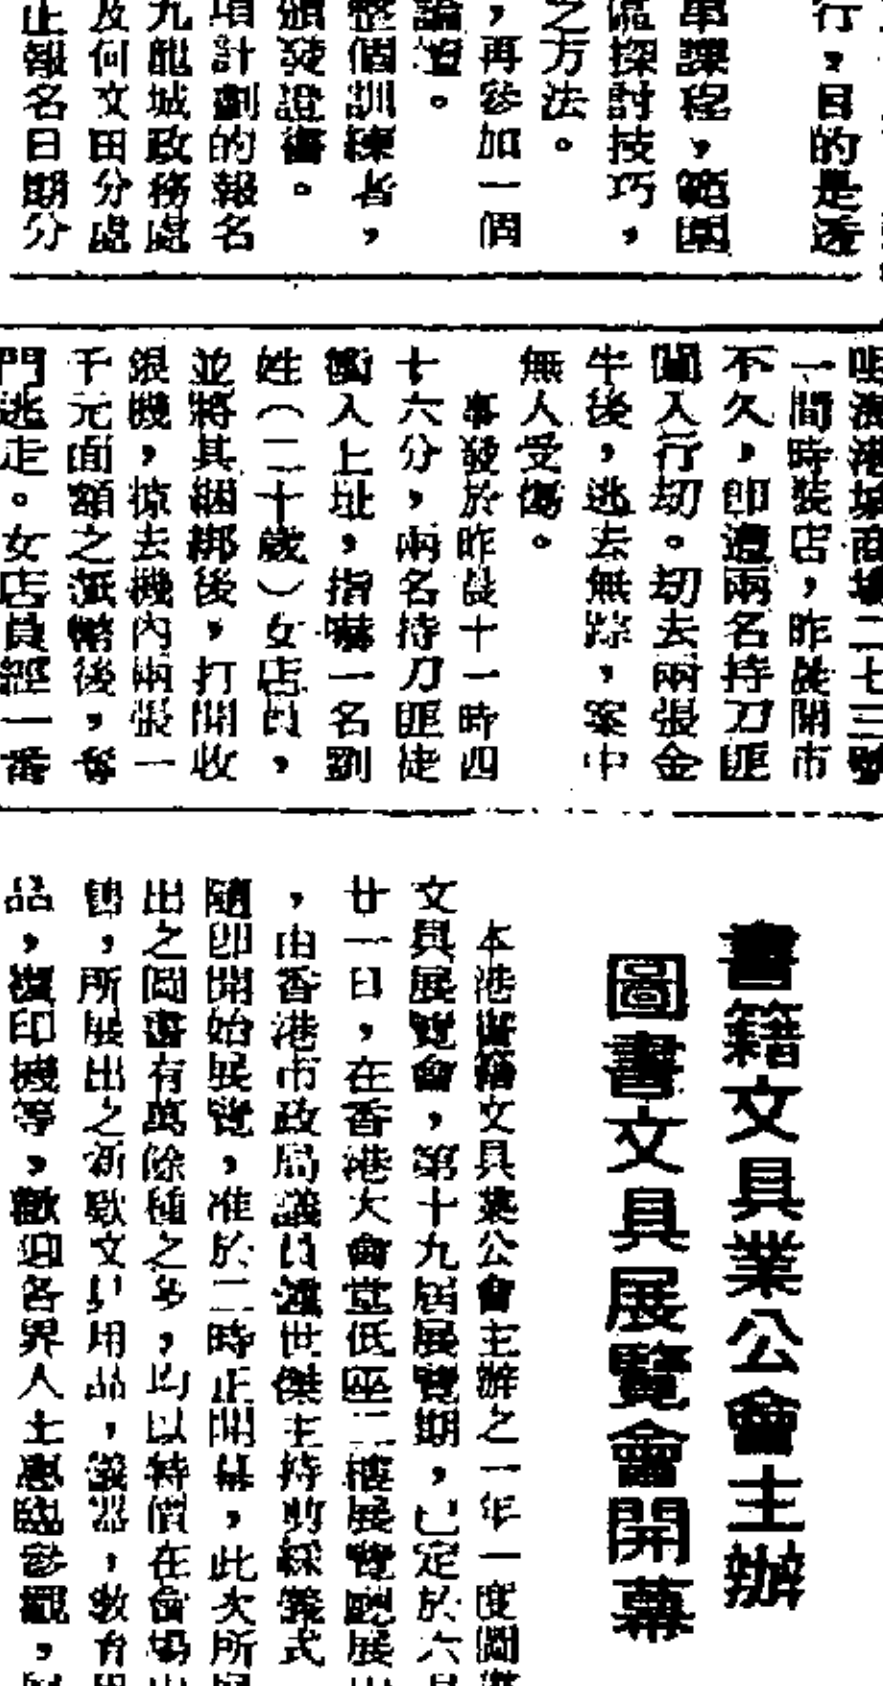 行，目的是透
串課程，範圍
區探討技巧，
之方法。
，再參加一個
論壇。
整個訓練者，
頒發證書。
項計劃的報名
九龍城政務處
及何文田分處
止報名日期分
澳港城商場二七三號
一間時裝店，昨晨開市
不久，即遭兩名持刀匪
闖入行刧。刧去兩張金
牛後，逃去無踪，案中
無人受傷。
事發於昨晨十一時四
十六分，兩名持刀匪徒
衝入上址，指嚇一名劉
姓（二十歲）女店員，
並將其綑綁後，打開收
銀機，掠去機內兩張一
千元面額之紙幣後，奪
門逃走。女店員經一番
書籍文具業公會主辦
圖書文具展覽會開幕
本港書籍文具業公會主辦之一年一度圖書
文具展覽會，第十九屆展覽期，已定於六月
廿一日，在香港大會堂低座二樓展覽廳展出
，由香港市政局議員 世傑主持剪綵儀式
隨即開始展覽，准於二時正開幕，此次所展
出之圖書有萬餘種之多，均以特價在會場出
售，所展出之新歐文具用品，儀器，教育用
品，複印機等，歡迎各界人士惠臨參觀，